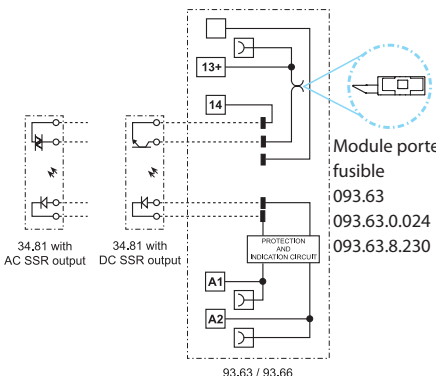 13+
14
Module porte
fusible
093.63
093.63.0.024
093.63.8.230
34.81 with
AC SSR output
34.81 with
DC SSR output
PROTECTION
AND
INDICATION CIRCUIT
A1
A2
93.63 / 93.66